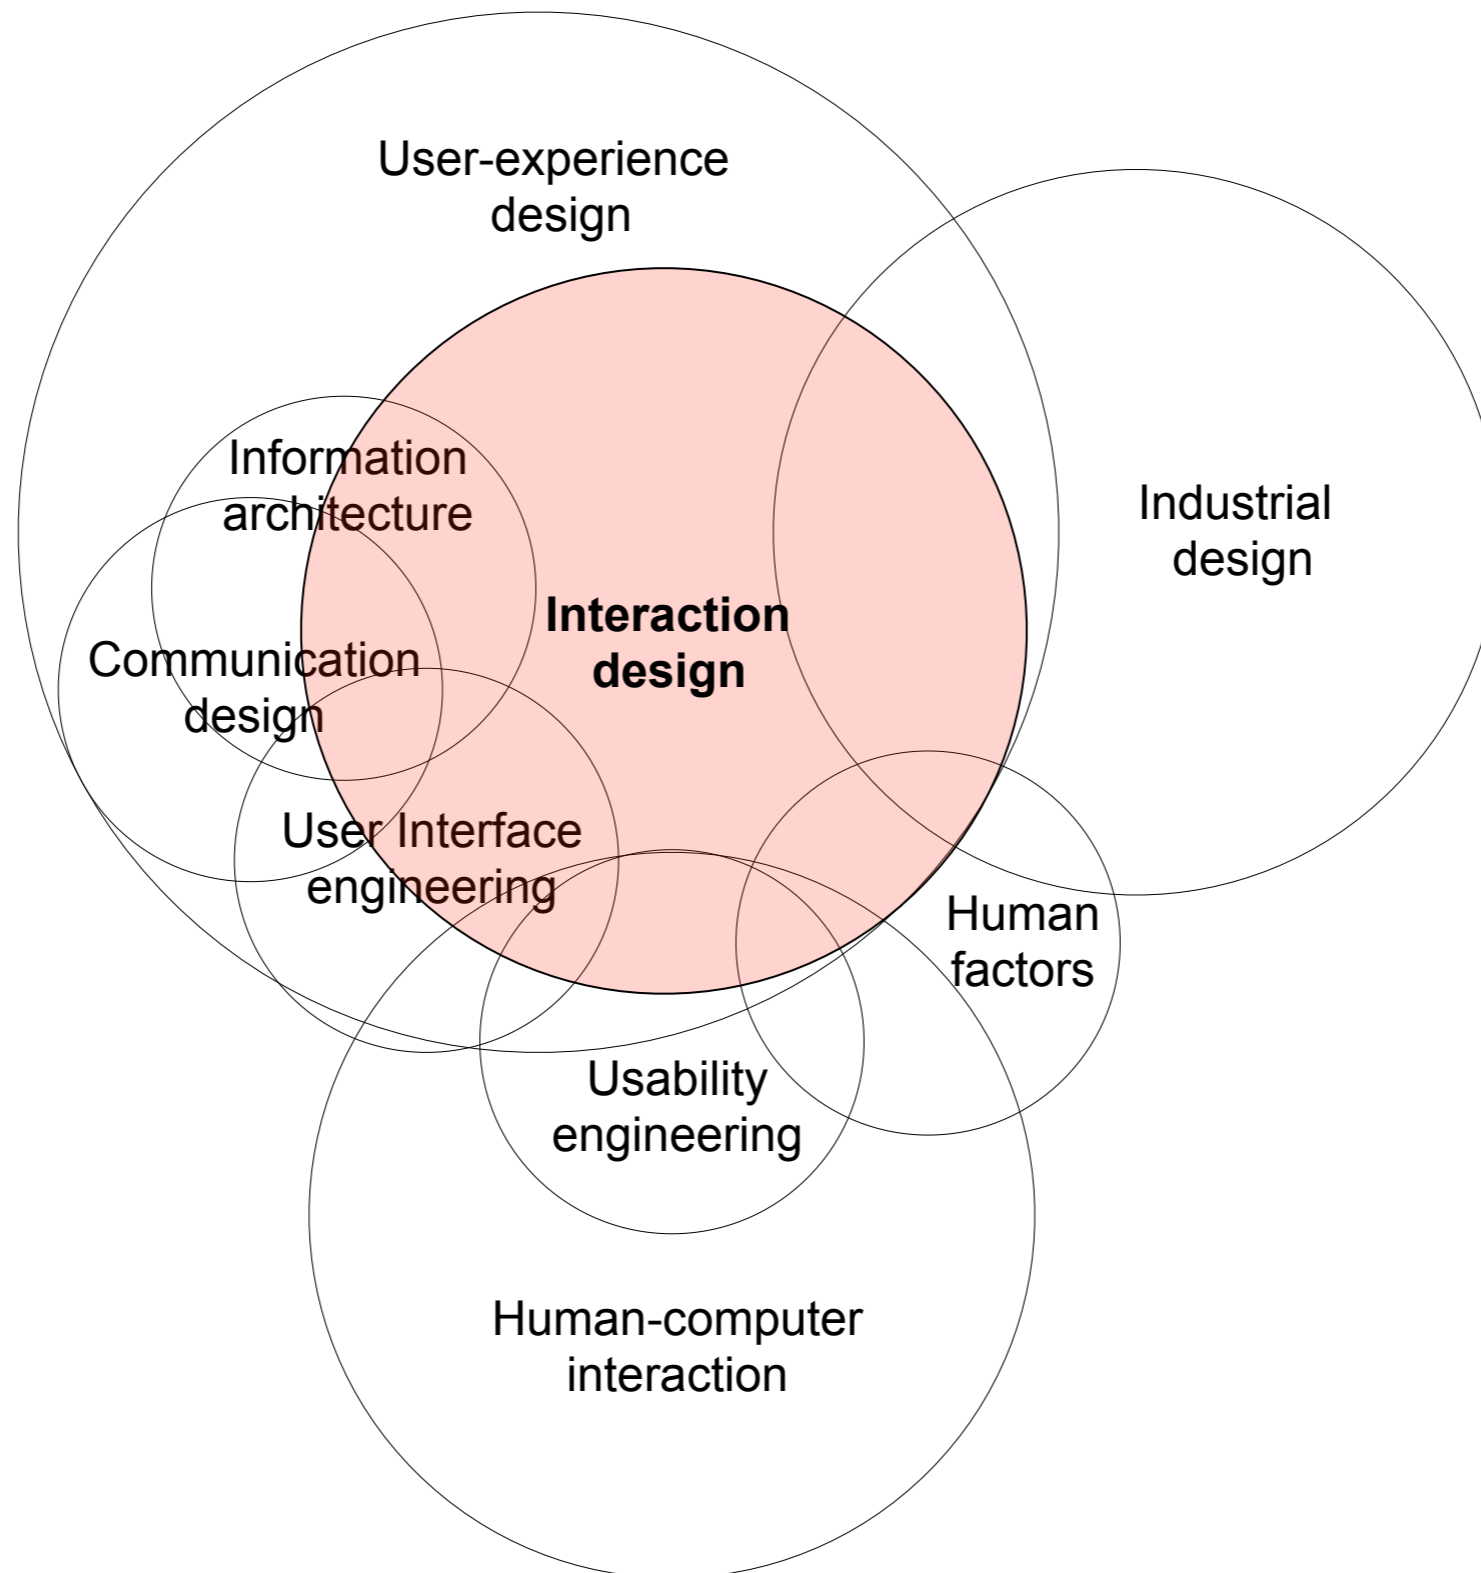 User-experience
design
Information
architecture
Industrial
design
Interaction
design
Communication
design
User Interface
engineering
Human
factors
Usability
engineering
Human-computer
interaction